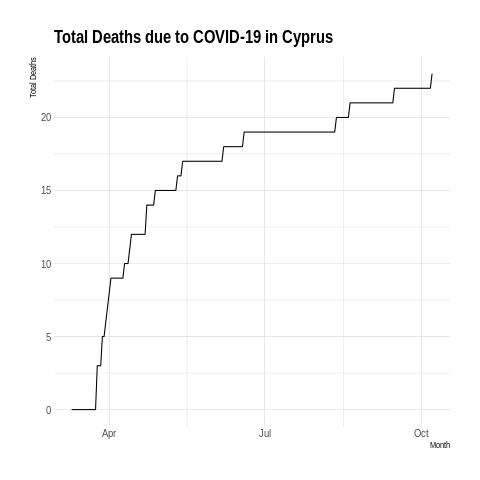 Total Deaths due to COVID-19 in Cyprus
Total Deaths
20
15
10
5
0
Apr
Jul
Oct
Month